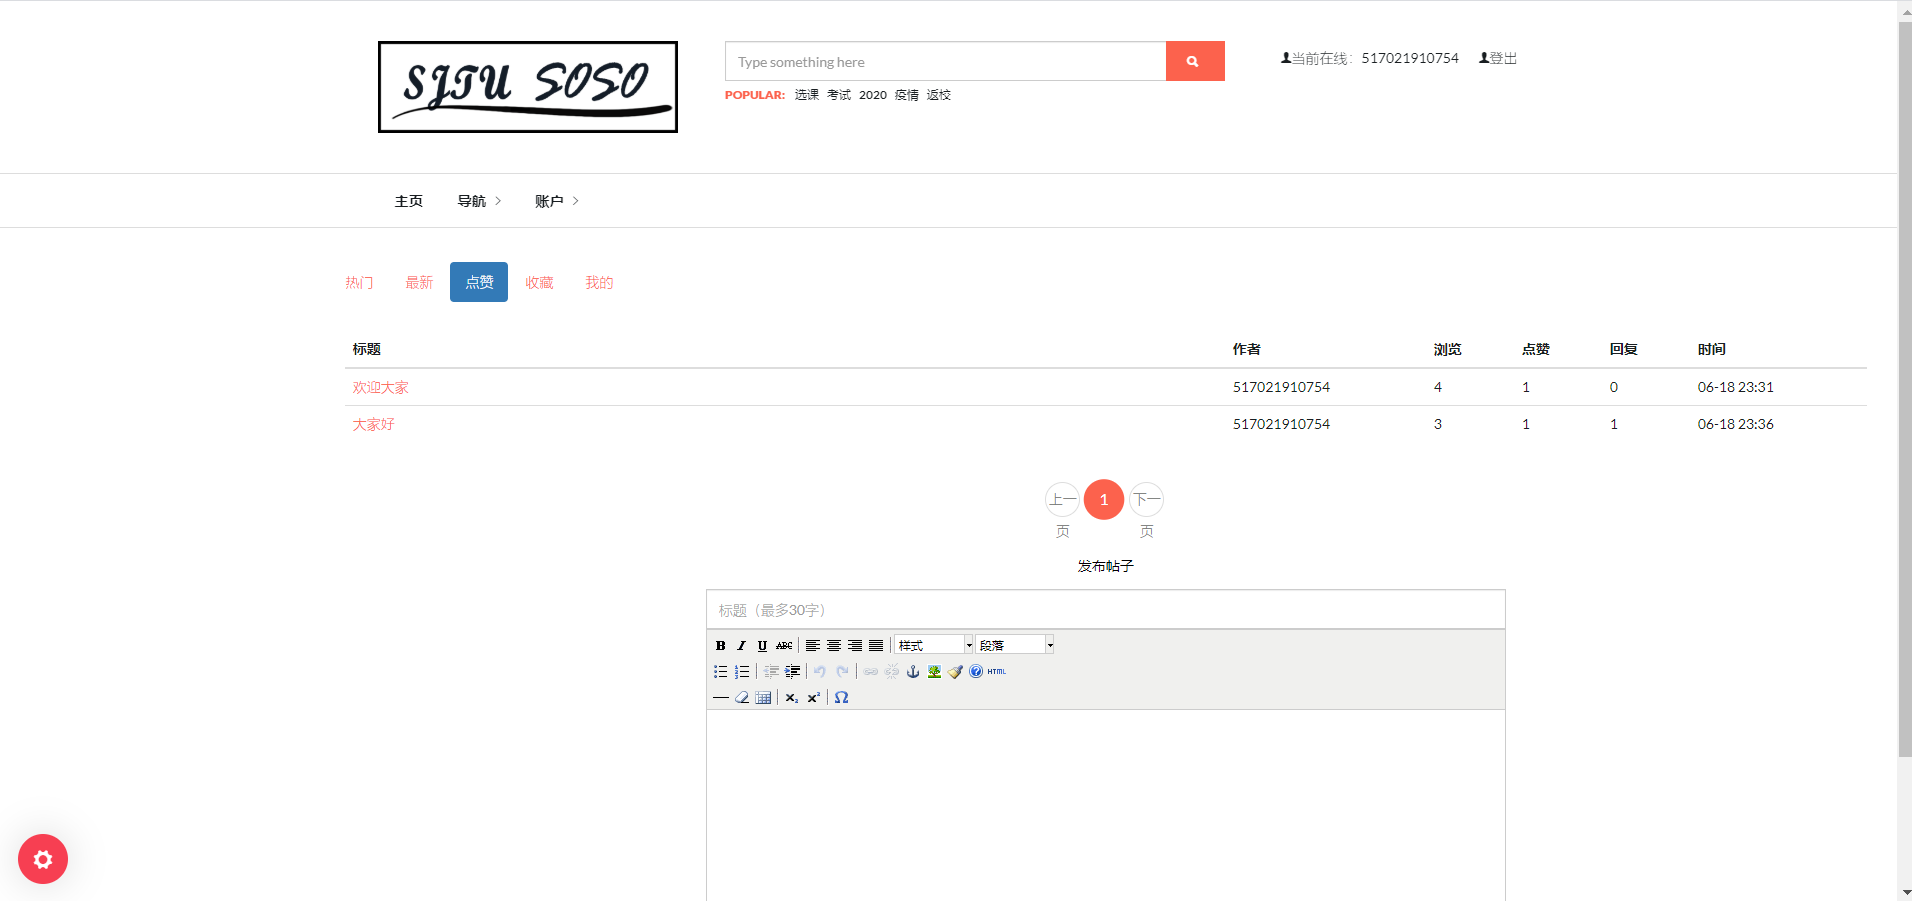 SJTU SOSO
Type something here
当前在线：517021910754 登出
POPULAR: 选课 考试 2020 疫情 返校
主页 导航 账户
热门 最新 点赞 收藏 我的
标题 作者 浏览 点赞 回复 时间
欢迎大家 517021910754 4 1 0 06-18 23:31
大家好 517021910754 3 1 1 06-18 23:36
上一页 1 下一页
发布帖子
标题（最多30字）
B I U ABC 样式 段落
HTML
x₂ x² Ω